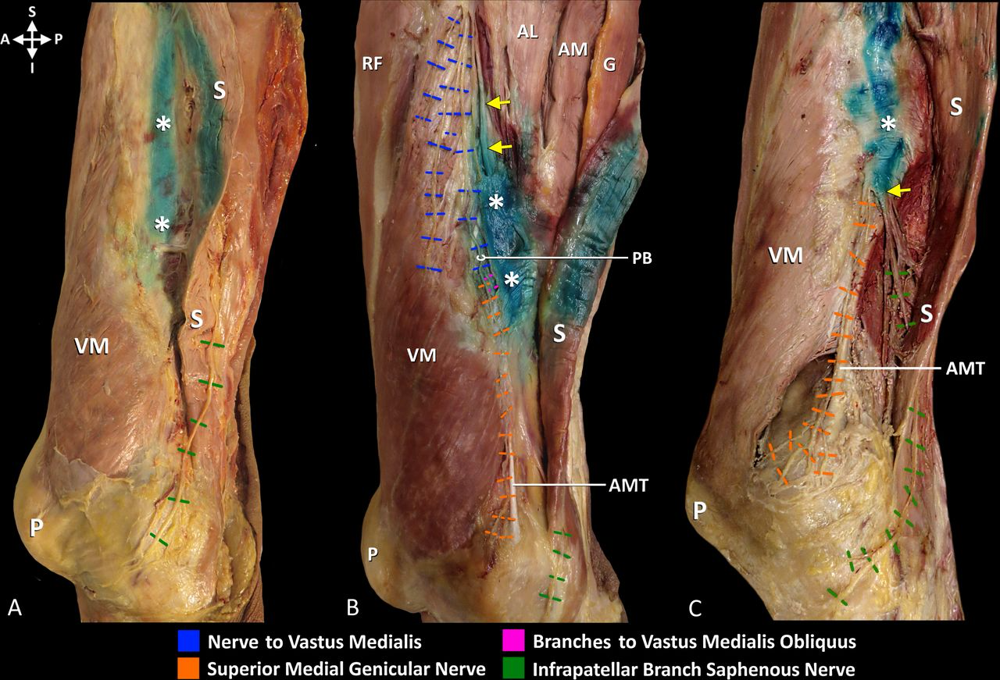 S
A P
I
S
*
*
S
VM
P
A
RF
AL
AM
G
*
PB
*
S
VM
AMT
P
B
S
*
VM
S
AMT
P
C
Nerve to Vastus Medialis
Branches to Vastus Medialis Obliquus
Superior Medial Genicular Nerve
Infrapatellar Branch Saphenous Nerve